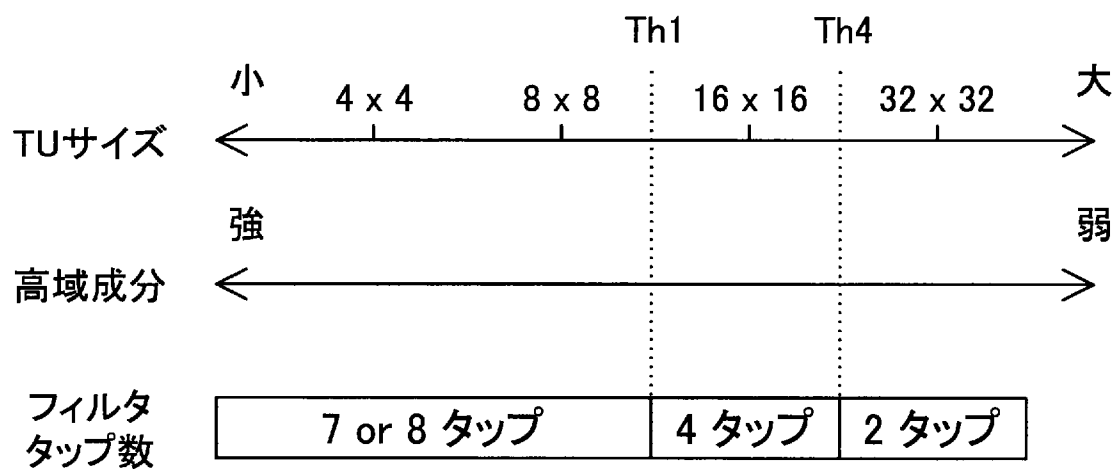 Th1 Th4
小 4 x 4 8 x 8 16 x 16 32 x 32 大
TUサイズ
強 弱
高域成分
フィルタ
タップ数
7 or 8 タップ 4 タップ 2 タップ